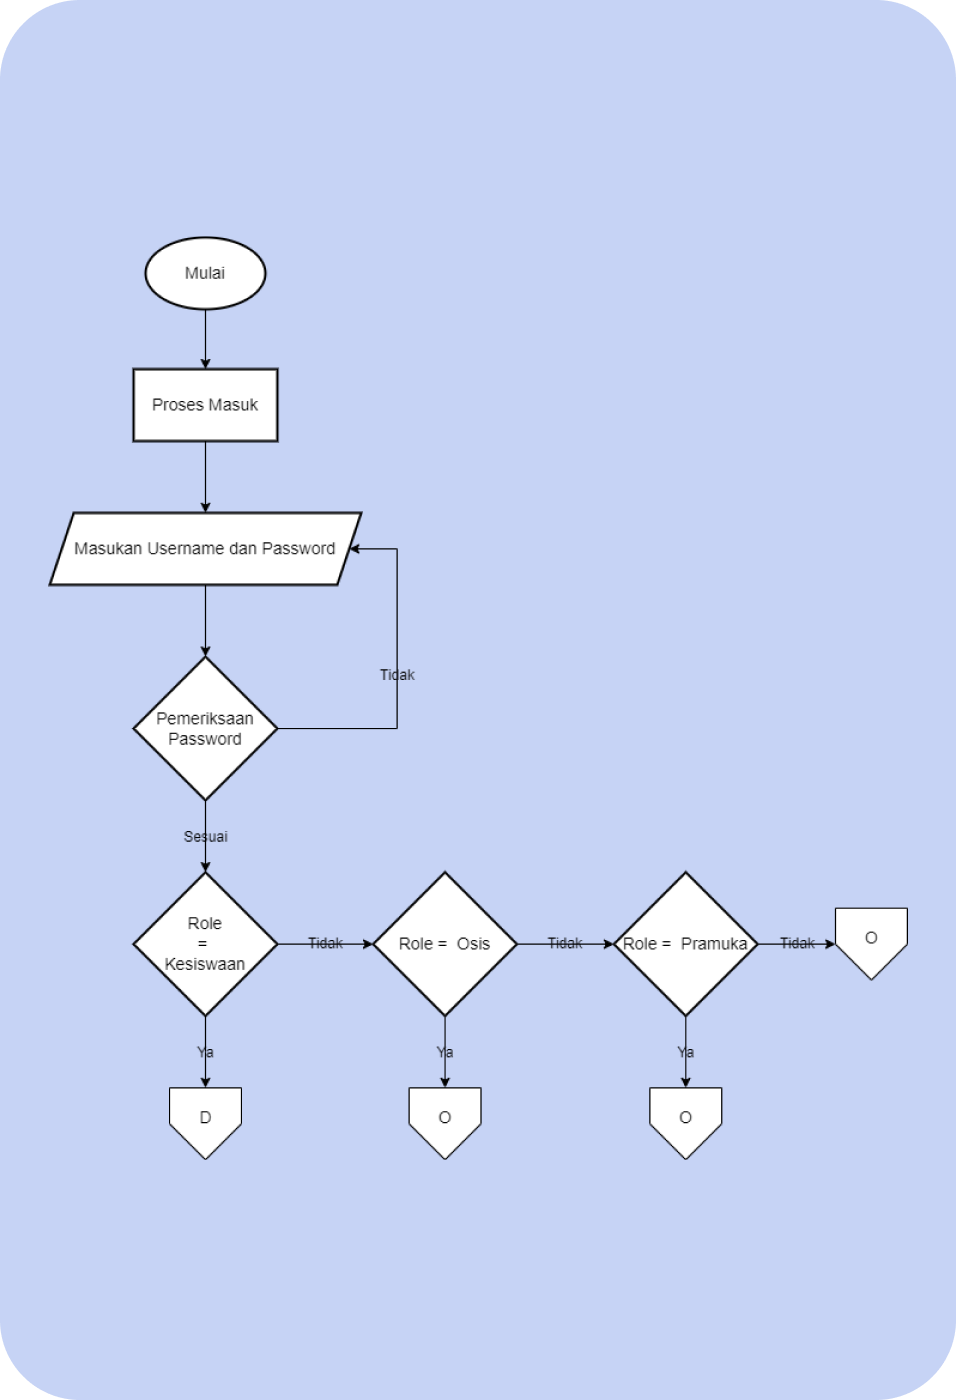 Mulai
Proses Masuk
Masukan Username dan Password
Tidak
Pemeriksaan
Password
Sesuai
Role
=
Kesiswaan
Tidak
Role =  Osis
Tidak
Role =  Pramuka
Tidak
O
Ya
Ya
Ya
D
O
O